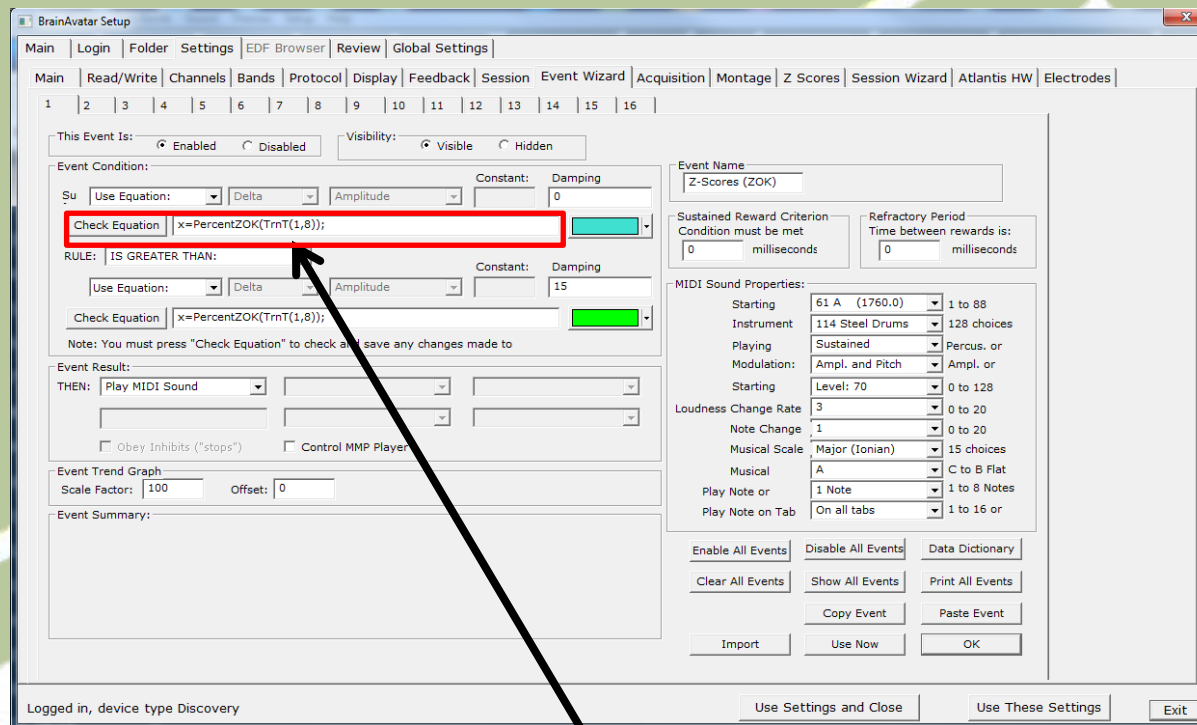 BrainAvatar Setup
Main Login Folder Settings EDF Browser Review Global Settings
Main Read/Write Channels Bands Protocol Display Feedback Session Event Wizard Acquisition Montage Z Scores Session Wizard Atlantis HW Electrodes
1 2 3 4 5 6 7 8 9 10 11 12 13 14 15 16
This Event Is: Enabled Disabled Visibility: Visible Hidden
Event Condition:
Constant: Damping
Su Use Equation: Delta Amplitude 0
Check Equation x=PercentZOK(TrnT(1,8));
RULE: IS GREATER THAN:
Constant: Damping
Use Equation: Delta Amplitude 15
Check Equation x=PercentZOK(TrnT(1,8));
Note: You must press "Check Equation" to check and save any changes made to
Event Result:
THEN: Play MIDI Sound
Obey Inhibits ("stops") Control MMP Player
Event Trend Graph
Scale Factor: 100 Offset: 0
Event Summary:
Event Name
Z-Scores (ZOK)
Sustained Reward Criterion Refractory Period
Condition must be met Time between rewards is:
0 milliseconds 0 milliseconds
MIDI Sound Properties:
Starting 61 A (1760.0) 1 to 88
Instrument 114 Steel Drums 128 choices
Playing Sustained Percus. or
Modulation: Ampl. and Pitch Ampl. or
Starting Level: 70 0 to 128
Loudness Change Rate 3 0 to 20
Note Change 1 0 to 20
Musical Scale Major (Ionian) 15 choices
Musical A C to B Flat
Play Note or 1 Note 1 to 8 Notes
Play Note on Tab On all tabs 1 to 16 or
Enable All Events Disable All Events Data Dictionary
Clear All Events Show All Events Print All Events
Copy Event Paste Event
Import Use Now OK
Logged in, device type Discovery Use Settings and Close Use These Settings Exit